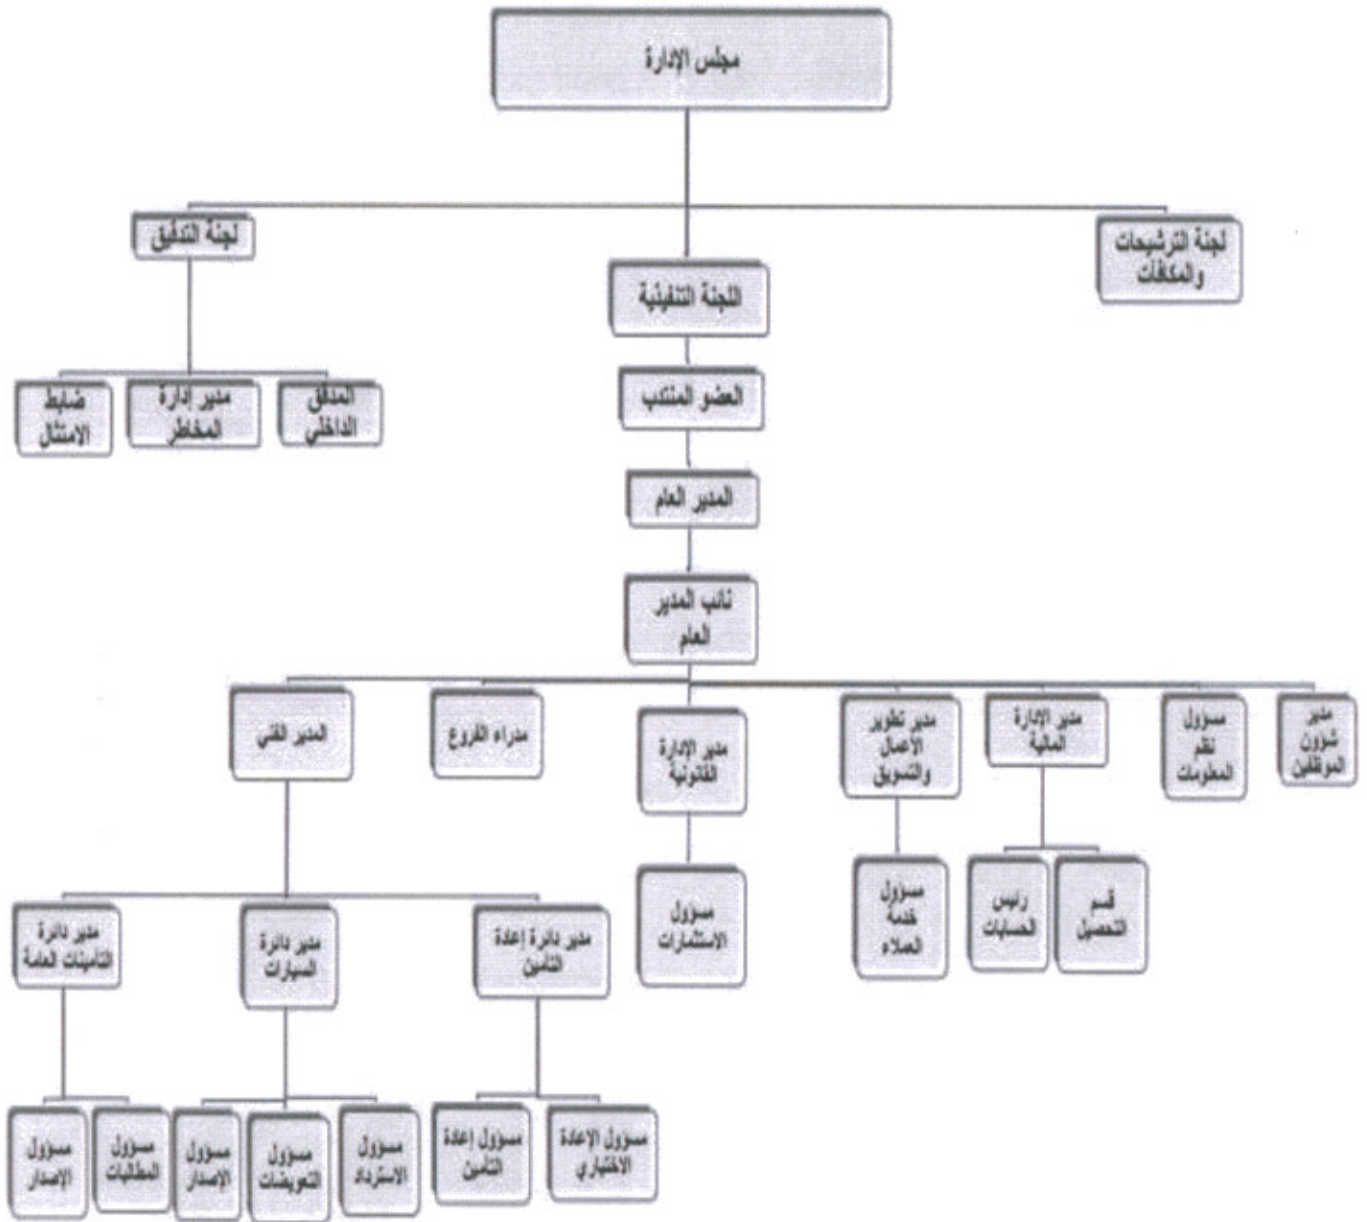 مجلس الإدارة
لجنة الترشيحات
والمكافآت
لجنة التدقيق
اللجنة التنفيذية
العضو المنتدب
المدير العام
نائب المدير
العام
المدقق
الداخلي
مدير إدارة
المخاطر
ضابط
الامتثال
مدير
شؤون
الموظفين
مسؤول
نظم
المعلومات
مدير الإدارة
المالية
مدير تطوير
الأعمال
والتسويق
مدير الإدارة
القانونية
مدراء الفروع
المدير الفني
قسم
التحصيل
رئيس
الحسابات
مسؤول
خدمة
العملاء
مسؤول
الاستثمارات
مدير دائرة إعادة
التأمين
مدير دائرة
السيارات
مدير دائرة
التأمينات العامة
مسؤول الإعادة
الاختياري
مسؤول إعادة
التأمين
مسؤول
الاسترداد
مسؤول
التعويضات
مسؤول
الإصدار
مسؤول
المطالبات
مسؤول
الإصدار